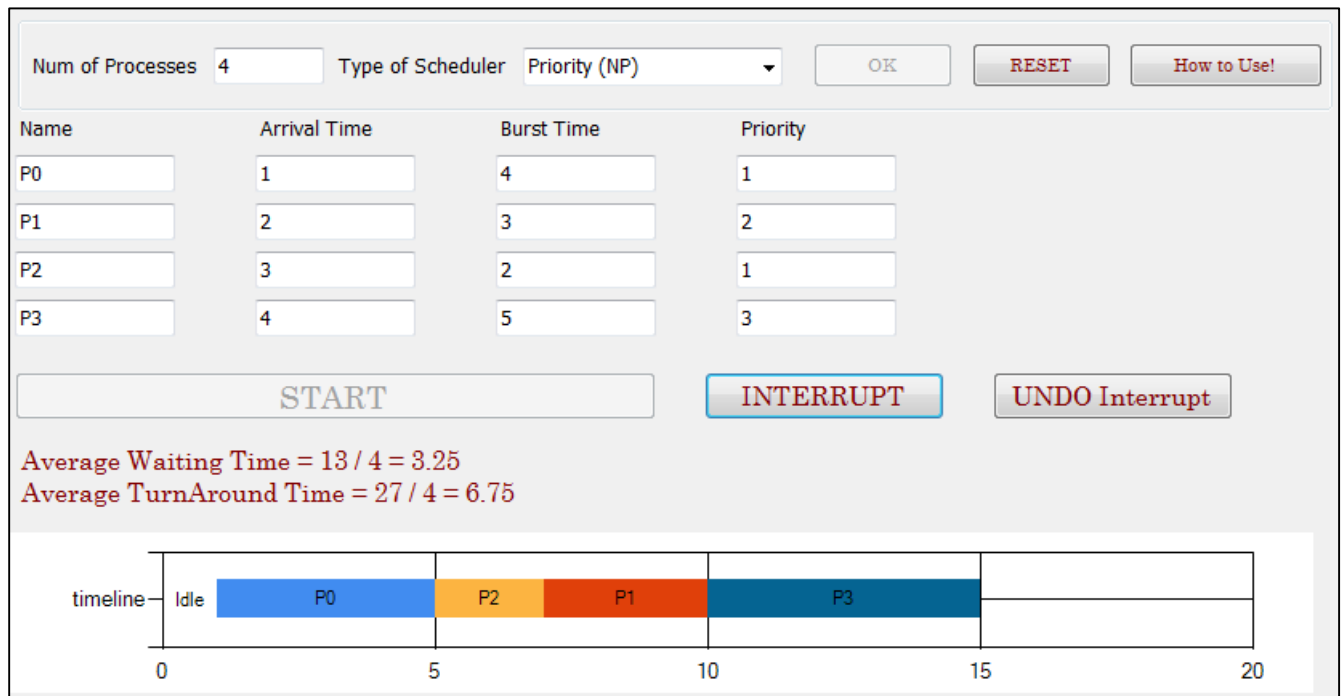 Num of Processes 4 Type of Scheduler Priority (NP) OK RESET How to Use!
Name Arrival Time Burst Time Priority
P0 1 4 1
P1 2 3 2
P2 3 2 1
P3 4 5 3
START INTERRUPT UNDO Interrupt
Average Waiting Time = 13 / 4 = 3.25
Average TurnAround Time = 27 / 4 = 6.75
timeline Idle P0 P2 P1 P3
0 5 10 15 20